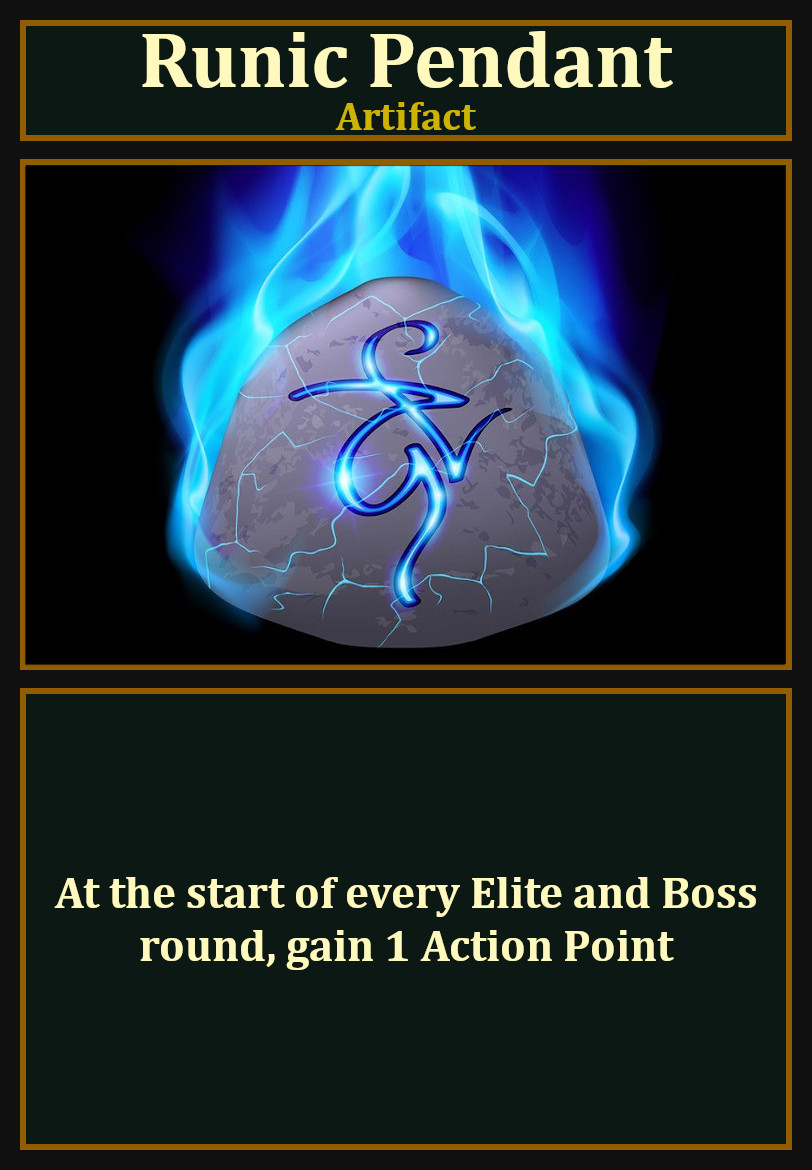 Runic Pendant
Artifact
At the start of every Elite and Boss
round, gain 1 Action Point